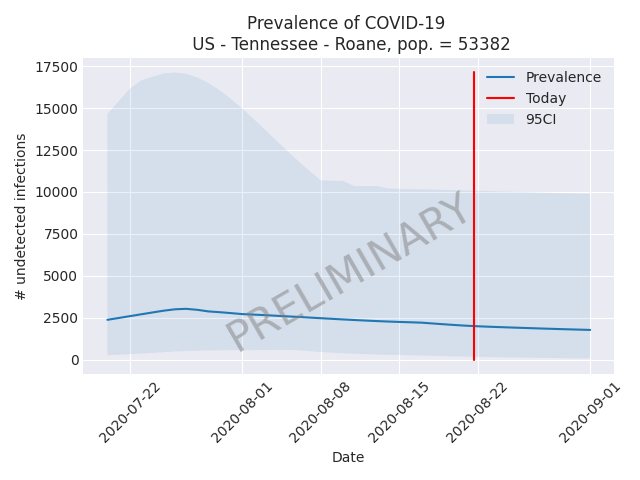 Prevalence of COVID-19
US - Tennessee - Roane, pop. = 53382
17500
15000
12500
10000
7500
5000
2500
0
# undetected infections
Prevalence
Today
95CI
PRELIMINARY
2020-07-22
2020-08-01
2020-08-08
2020-08-15
2020-08-22
2020-09-01
Date